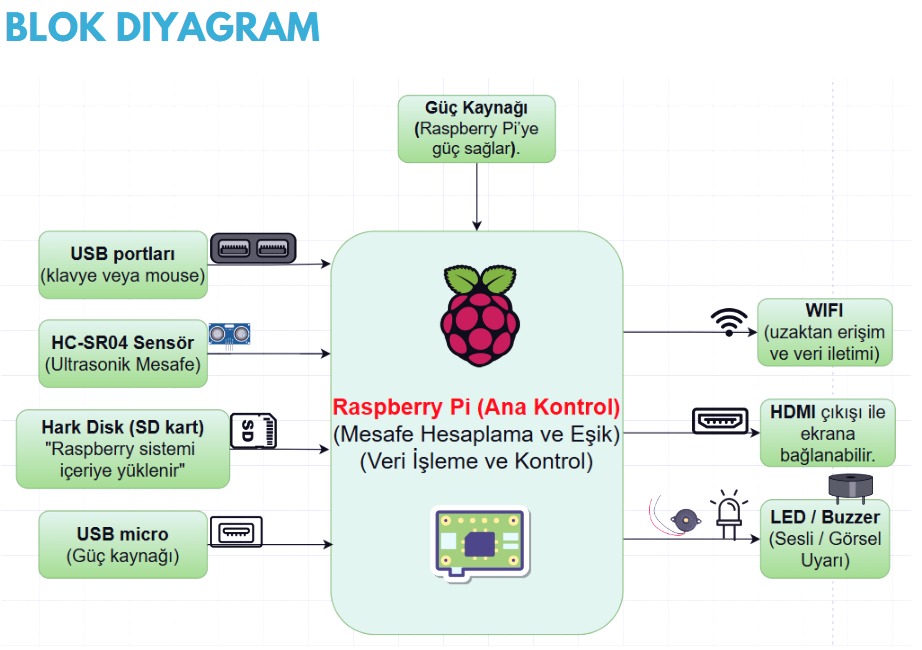 BLOK DIYAGRAM
Güç Kaynağı
(Raspberry Pi'ye
güç sağlar).
USB portları
(klavye veya mouse)
HC-SR04 Sensör
(Ultrasonik Mesafe)
Hark Disk (SD kart)
"Raspberry sistemi
içeriye yüklenir"
SD
USB micro
(Güç kaynağı)
Raspberry Pi (Ana Kontrol)
(Mesafe Hesaplama ve Eşik)
(Veri İşleme ve Kontrol)
WIFI
(uzaktan erişim
ve veri iletimi)
HDMI çıkışı ile
ekrana
bağlanabilir.
LED / Buzzer
(Sesli / Görsel
Uyarı)